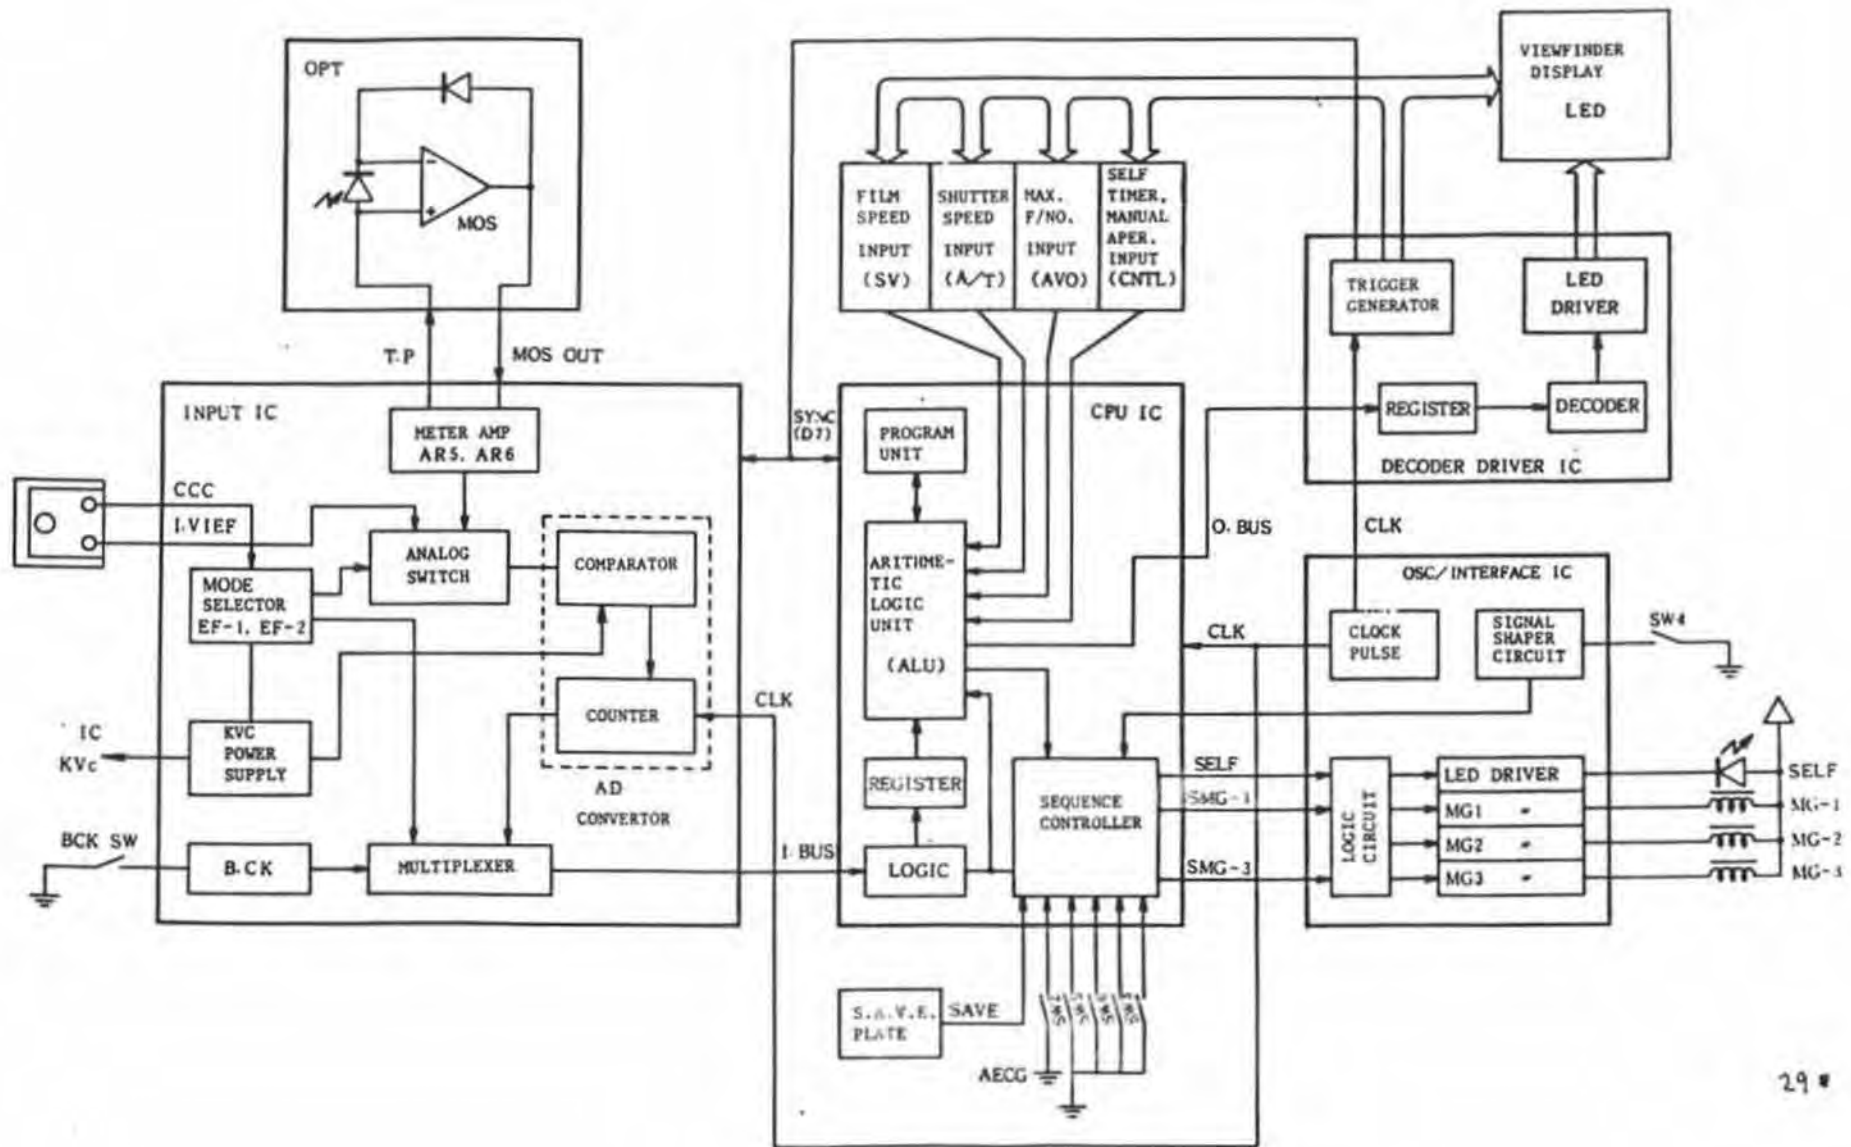 OPT
MOS
T.P
MOS OUT
VIEWFINDER
DISPLAY
LED
FILM
SPEED
INPUT
(SV)
SHUTTER
SPEED
INPUT
(A/T)
MAX.
F/NO.
INPUT
(AVO)
SELF
TIMER,
MANUAL
APER.
INPUT
(CNTL)
TRIGGER
GENERATOR
LED
DRIVER
REGISTER
DECODER
DECODER DRIVER IC
INPUT IC
METER AMP
AR5, AR6
SYNC
(D7)
CPU IC
PROGRAM
UNIT
CCC
I.VIEF
ANALOG
SWITCH
COMPARATOR
MODE
SELECTOR
EF-1, EF-2
ARITHME-
TIC
LOGIC
UNIT
(ALU)
O.BUS
CLK
OSC/INTERFACE IC
CLOCK
PULSE
SIGNAL
SHAPER
CIRCUIT
SW4
CLK
CLK
COUNTER
IC
KVc
KVC
POWER
SUPPLY
AD
CONVERTOR
REGISTER
SEQUENCE
CONTROLLER
SELF
SMG-1
SMG-3
LOGIC
CIRCUIT
LED DRIVER
MG1 "
MG2 "
MG3 "
SELF
MG-1
MG-2
MG-3
BCK SW
B.CK
MULTIPLEXER
I-BUS
LOGIC
S.A.V.E.
PLATE
SAVE
SW2
AECG
29